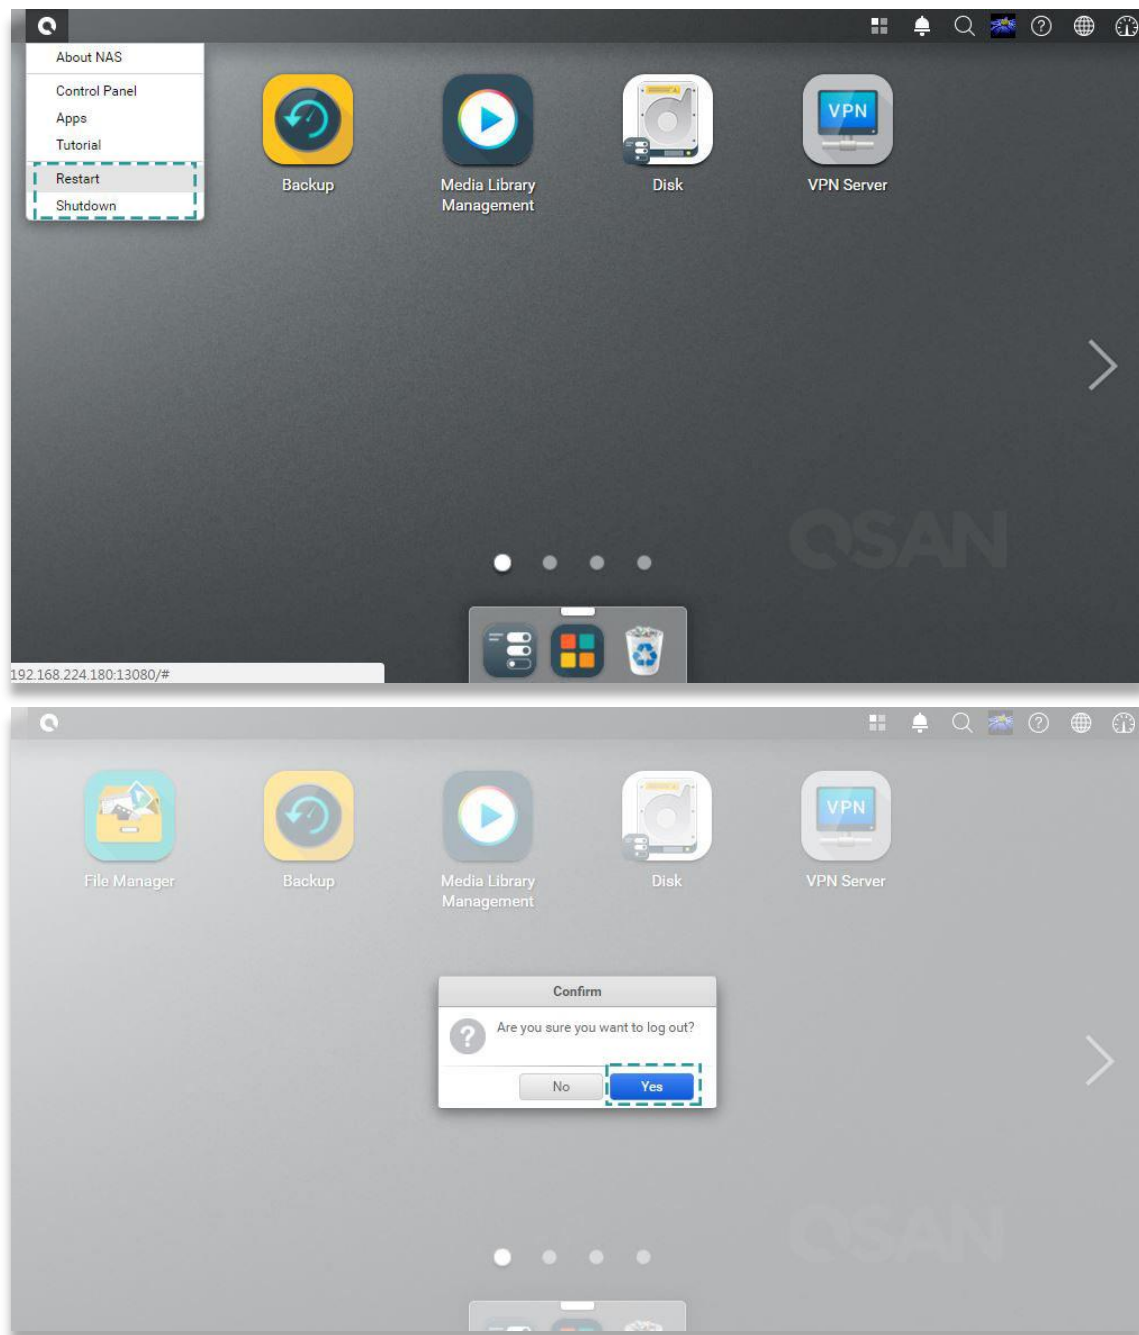 About NAS
Control Panel
Apps
Tutorial
Restart
Shutdown
Backup
Media Library
Management
Disk
VPN
VPN Server
QSAN
192.168.224.180:13080/#
File Manager
Backup
Media Library
Management
Disk
VPN
VPN Server
Confirm
Are you sure you want to log out?
No
Yes
QSAN